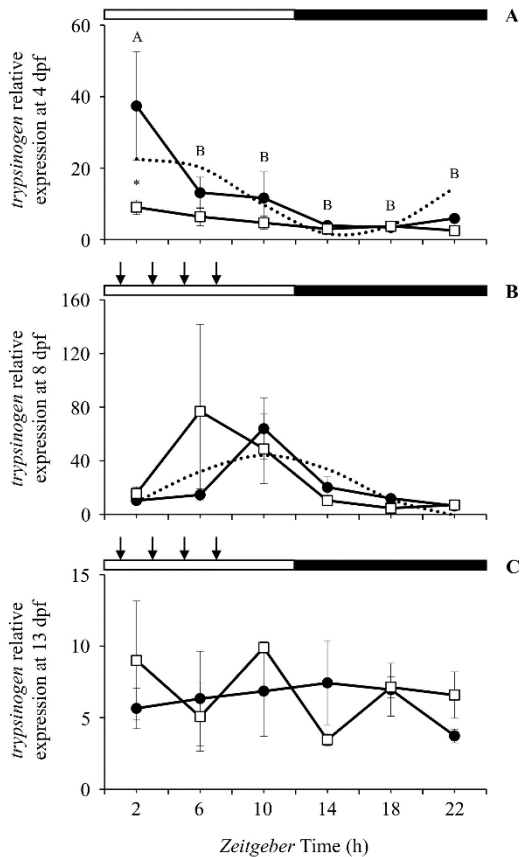 A
trypsinogen relative
expression at 4 dpf
60
40
20
0
A
*
B
B
B
B
B
B
trypsinogen relative
expression at 8 dpf
160
120
80
40
0
C
trypsinogen relative
expression at 13 dpf
15
10
5
0
2 6 10 14 18 22
Zeitgeber Time (h)